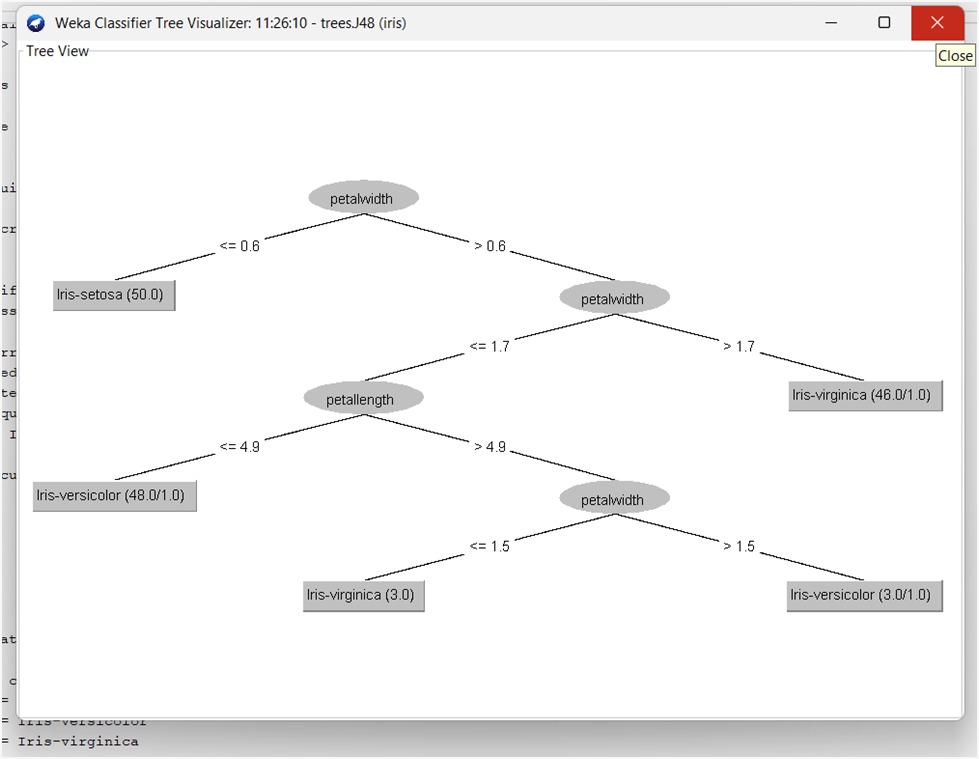 Weka Classifier Tree Visualizer: 11:26:10 - trees.J48 (iris)
Tree View
Close
petalwidth
<= 0.6
> 0.6
Iris-setosa (50.0)
petalwidth
<= 1.7
> 1.7
petallength
Iris-virginica (46.0/1.0)
<= 4.9
> 4.9
Iris-versicolor (48.0/1.0)
petalwidth
<= 1.5
> 1.5
Iris-virginica (3.0)
Iris-versicolor (3.0/1.0)
= Iris-versicolor
= Iris-virginica